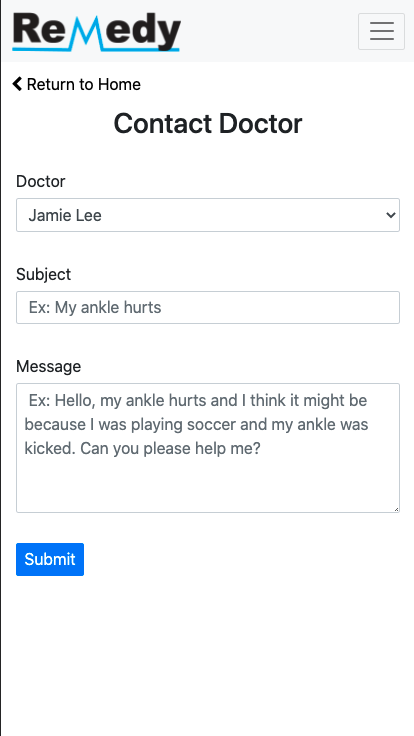 ReMedy
Return to Home
Contact Doctor
Doctor
Jamie Lee
Subject
Ex: My ankle hurts
Message
Ex: Hello, my ankle hurts and I think it might be
because I was playing soccer and my ankle was
kicked. Can you please help me?
Submit